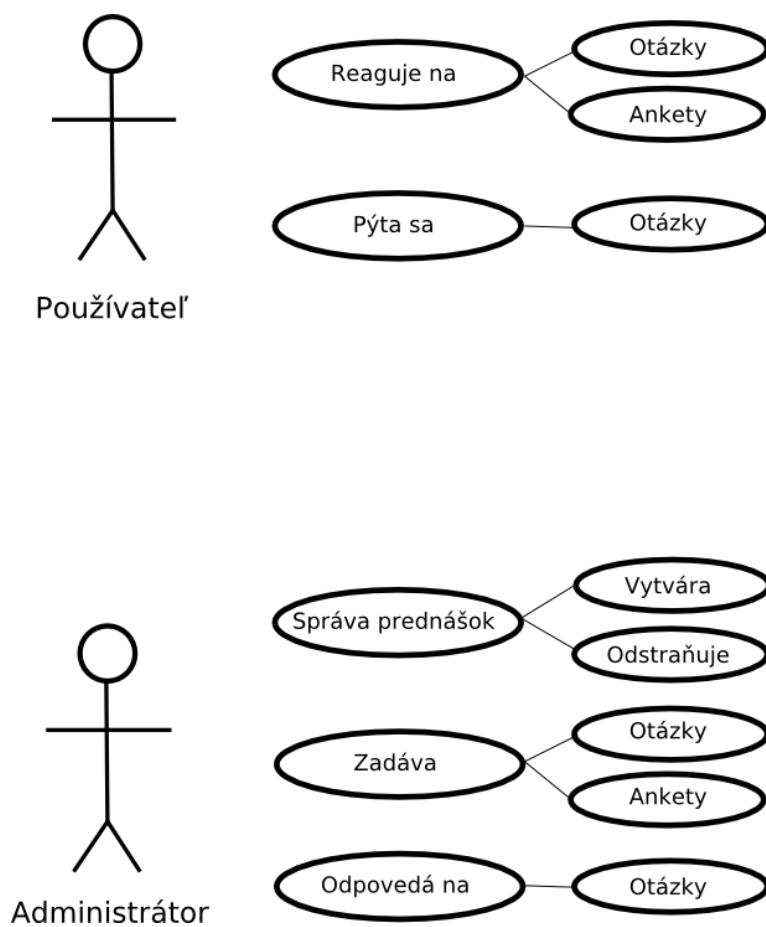 Reaguje na
Otázky
Ankety
Pýta sa
Otázky
Používateľ
Správa prednášok
Vytvára
Odstraňuje
Zadáva
Otázky
Ankety
Odpovedá na
Otázky
Administrátor